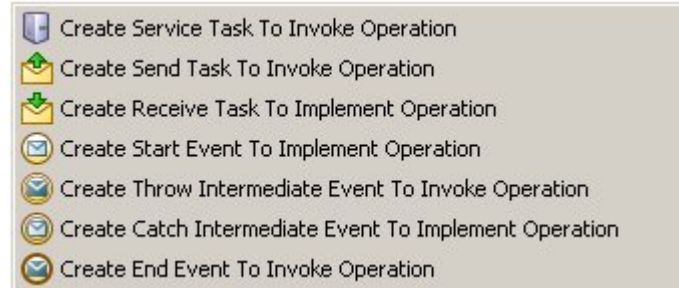 Create Service Task To Invoke Operation
Create Send Task To Invoke Operation
Create Receive Task To Implement Operation
Create Start Event To Implement Operation
Create Throw Intermediate Event To Invoke Operation
Create Catch Intermediate Event To Implement Operation
Create End Event To Invoke Operation